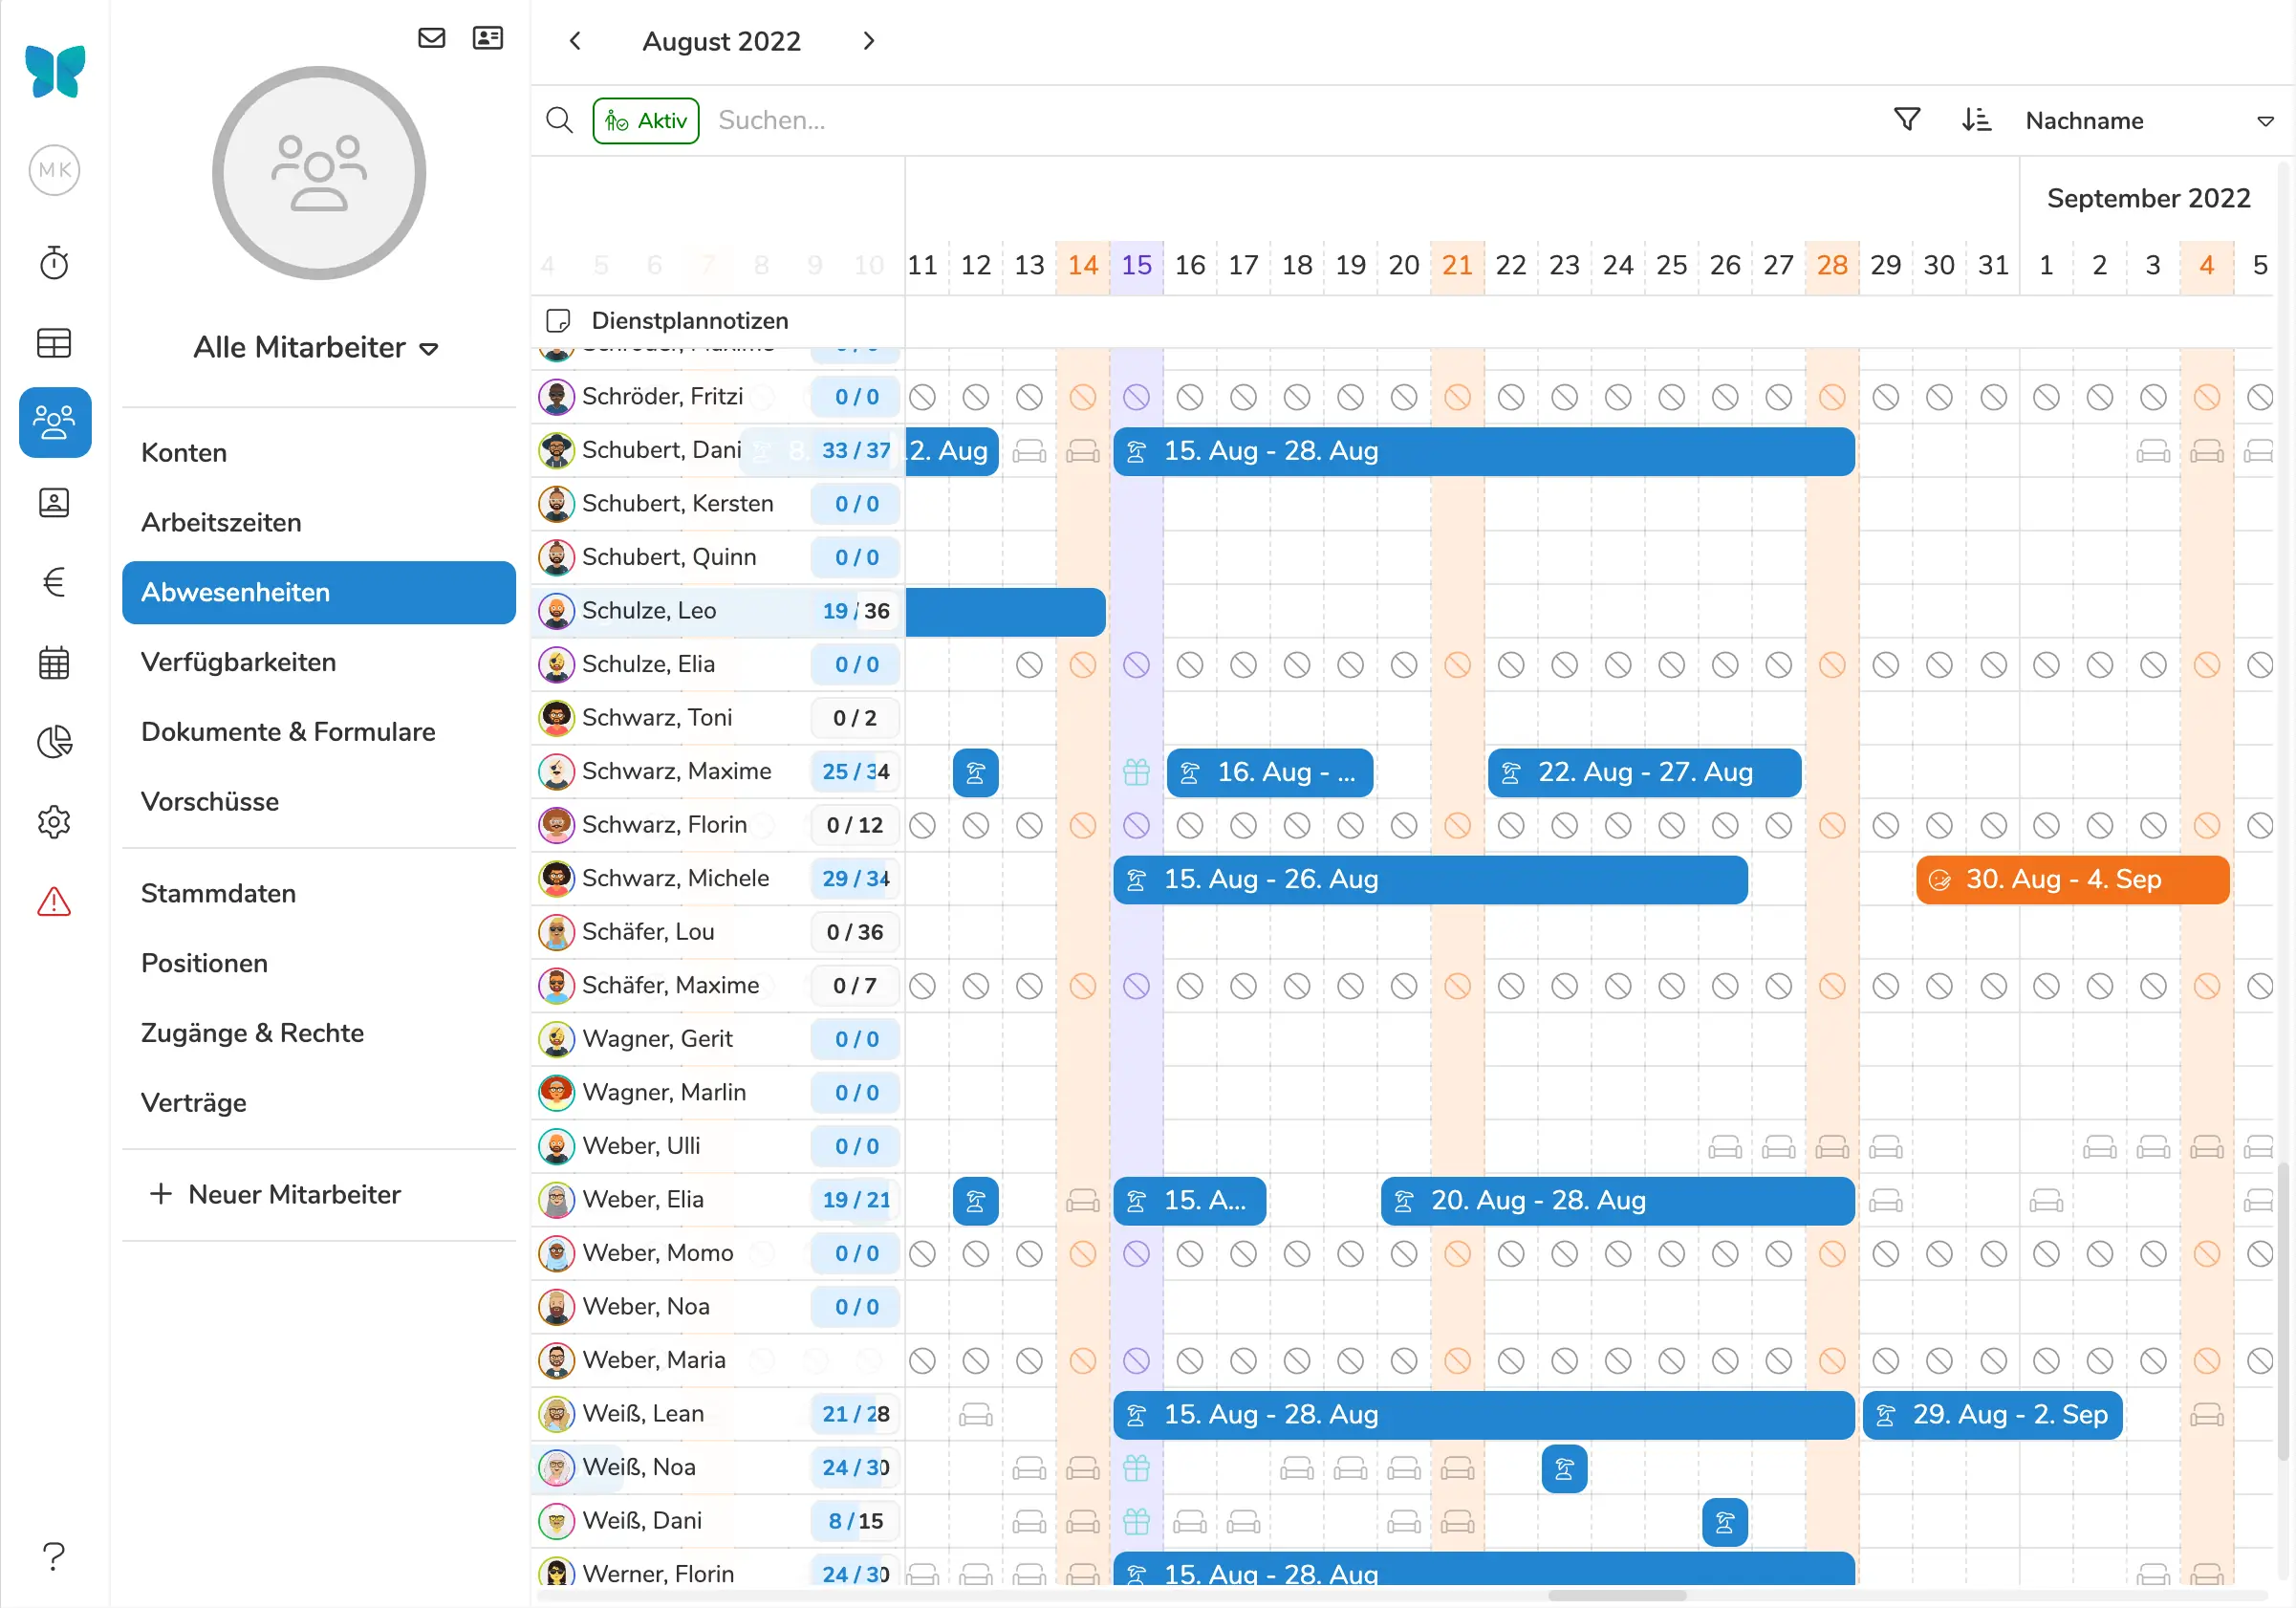 August 2022
Aktiv Suchen...
Nachname
MK
September 2022
4 5 6 7 8 9 10 11 12 13 14 15 16 17 18 19 20 21 22 23 24 25 26 27 28 29 30 31 1 2 3 4 5
Dienstplannotizen
Alle Mitarbeiter
Konten
Arbeitszeiten
Abwesenheiten
Verfügbarkeiten
Dokumente & Formulare
Vorschüsse
Stammdaten
Positionen
Zugänge & Rechte
Verträge
+ Neuer Mitarbeiter
?
Schröder, Fritzi 0 / 0
Schubert, Dani 33 / 37 2. Aug 15. Aug - 28. Aug
Schubert, Kersten 0 / 0
Schubert, Quinn 0 / 0
Schulze, Leo 19 / 36
Schulze, Elia 0 / 0
Schwarz, Toni 0 / 2
Schwarz, Maxime 25 / 34 16. Aug - ... 22. Aug - 27. Aug
Schwarz, Florin 0 / 12
Schwarz, Michele 29 / 34 15. Aug - 26. Aug 30. Aug - 4. Sep
Schäfer, Lou 0 / 36
Schäfer, Maxime 0 / 7
Wagner, Gerit 0 / 0
Wagner, Marlin 0 / 0
Weber, Ulli 0 / 0
Weber, Elia 19 / 21 15. A... 20. Aug - 28. Aug
Weber, Momo 0 / 0
Weber, Noa 0 / 0
Weber, Maria
Weiß, Lean 21 / 28 15. Aug - 28. Aug 29. Aug - 2. Sep
Weiß, Noa 24 / 30
Weiß, Dani 8 / 15
Werner, Florin 24 / 30 15. Aug - 28. Aug